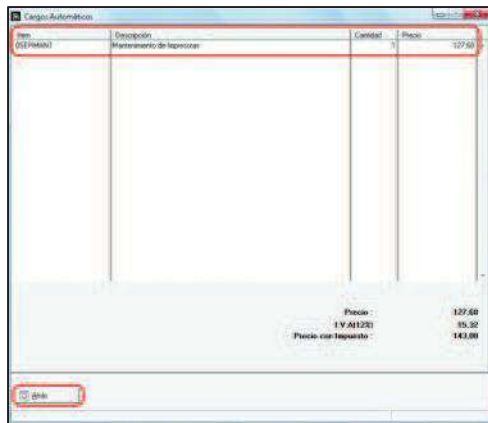 Cargos Automáticos
Item Descripción Cantidad Precio
Mantenimiento de Impresoras 1 127,68
Precio : 127,68
I.V.A(12%) 15,32
Precio con Impuesto : 143,00
Atrás